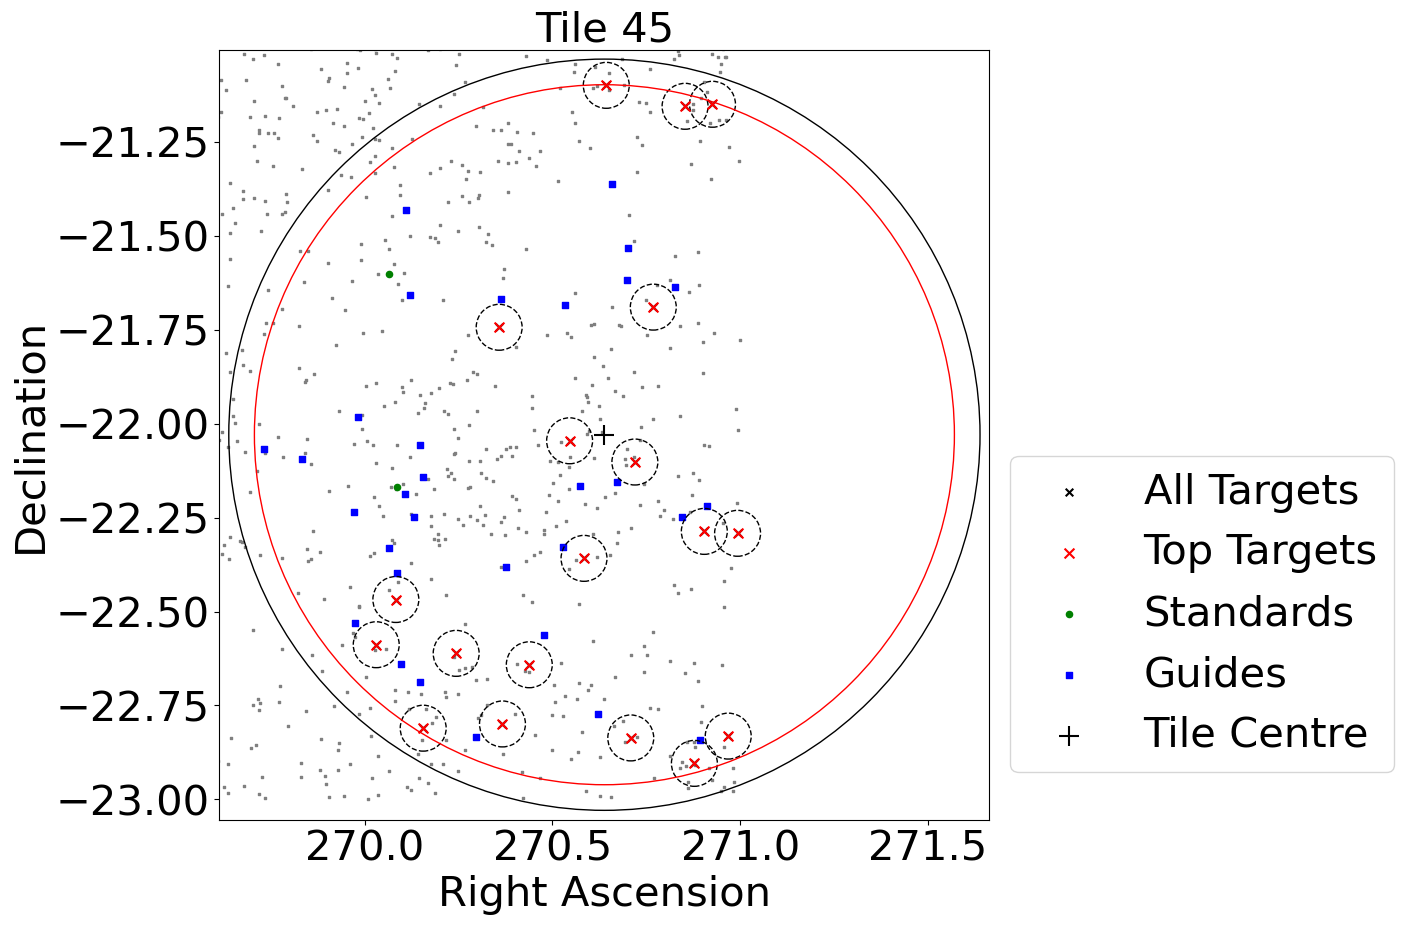 Tile 45
−21.25
−21.50
−21.75
−22.00
−22.25
−22.50
−22.75
−23.00
Declination
270.0 270.5 271.0 271.5
Right Ascension
All Targets
Top Targets
Standards
Guides
Tile Centre